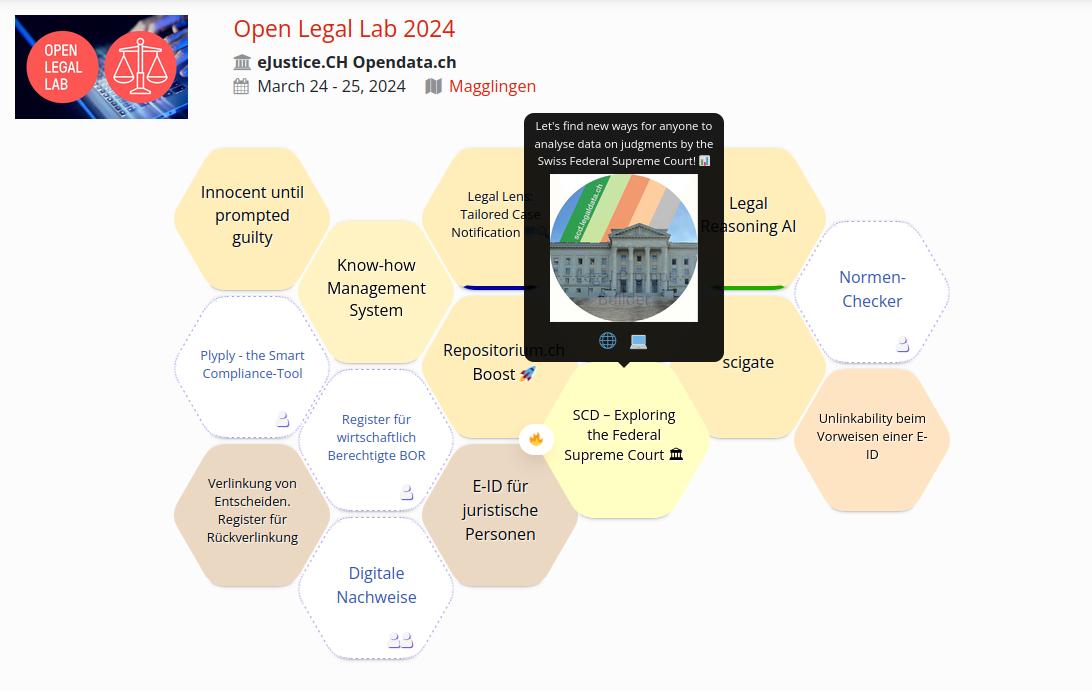 OPEN
LEGAL
LAB
Open Legal Lab 2024
eJustice.CH Opendata.ch
March 24 - 25, 2024 Magglingen
Let's find new ways for anyone to
analyse data on judgments by the
Swiss Federal Supreme Court!
scd.legaldata.ch
Innocent until
prompted
guilty
Know-how
Management
System
Legal Lens:
Tailored Case
Notification
Builder
Legal
Reasoning AI
Normen-
Checker
Plyply - the Smart
Compliance-Tool
Register für
wirtschaftlich
Berechtigte BOR
Repositorium.ch
Boost 🚀
SCD – Exploring
the Federal
Supreme Court 🏛
scigate
Unlinkability beim
Vorweisen einer E-
ID
Verlinkung von
Entscheiden.
Register für
Rückverlinkung
Digitale
Nachweise
E-ID für
juristische
Personen